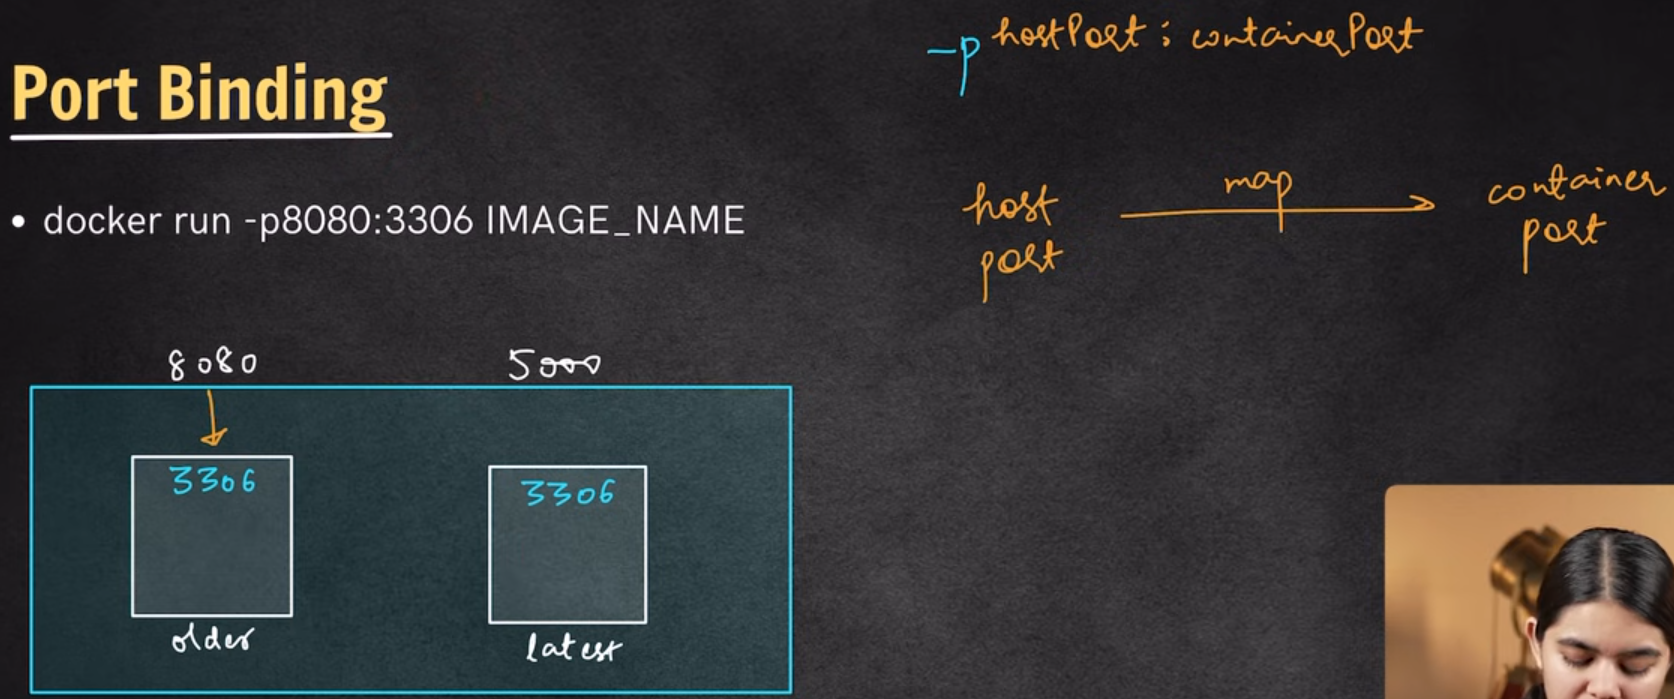 Port Binding
• docker run -p8080:3306 IMAGE_NAME
-p hostPort : containerPort
host port
map
container port
8080
5000
3306
3306
older
latest